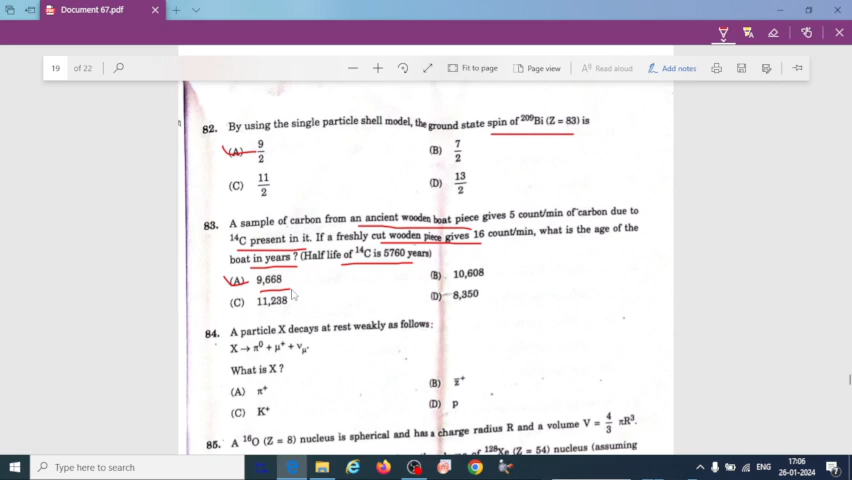 Document 67.pdf
19 of 22
Fit to page
Page view
Read aloud
Add notes
82. By using the single particle shell model, the ground state spin of ²⁰⁹Bi (Z = 83) is
(A) 9/2
(B) 7/2
(C) 11/2
(D) 13/2
83. A sample of carbon from an ancient wooden boat piece gives 5 count/min of carbon due to
¹⁴C present in it. If a freshly cut wooden piece gives 16 count/min, what is the age of the
boat in years ? (Half life of ¹⁴C is 5760 years)
(A) 9,668
(B) 10,608
(C) 11,238
(D) 8,350
84. A particle X decays at rest weakly as follows :
X → π⁰ + μ⁺ + νμ.
What is X ?
(A) π⁺
(B) Ξ⁺
(C) K⁺
(D) p
85. A ¹⁶O (Z = 8) nucleus is spherical and has a charge radius R and a volume V = 4/3 πR³.
of ¹²⁸Xe (Z = 54) nucleus (assuming
Type here to search
ENG
17:06
26-01-2024